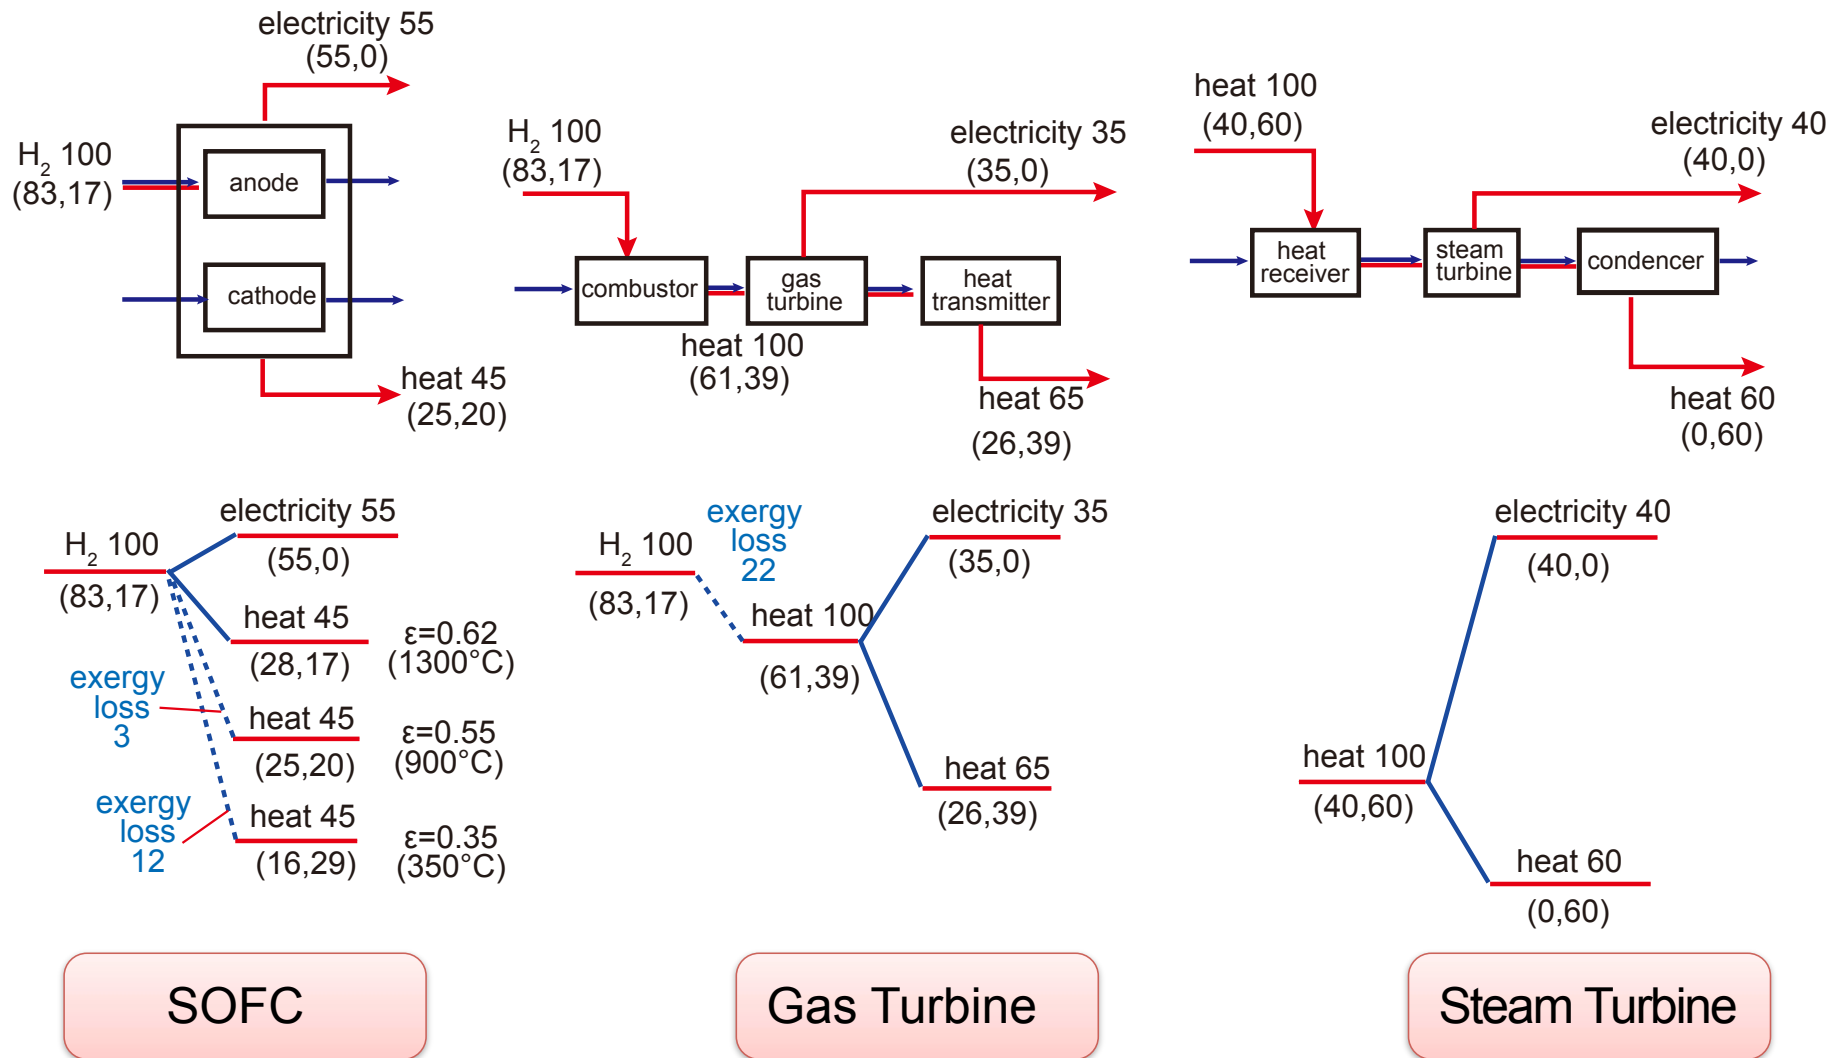 electricity 55
(55,0)
H2 100
(83,17)
anode
cathode
heat 45
(25,20)
H2 100
(83,17)
electricity 35
(35,0)
combustor
gas
turbine
heat
transmitter
heat 100
(61,39)
heat 65
(26,39)
heat 100
(40,60)
electricity 40
(40,0)
heat
receiver
steam
turbine
condencer
heat 60
(0,60)
electricity 55
(55,0)
H2 100
(83,17)
heat 45
(28,17)
ε=0.62
(1300°C)
exergy
loss
3
heat 45
(25,20)
ε=0.55
(900°C)
exergy
loss
12
heat 45
(16,29)
ε=0.35
(350°C)
H2 100
(83,17)
exergy
loss
22
heat 100
(61,39)
electricity 35
(35,0)
heat 65
(26,39)
electricity 40
(40,0)
heat 100
(40,60)
heat 60
(0,60)
SOFC
Gas Turbine
Steam Turbine